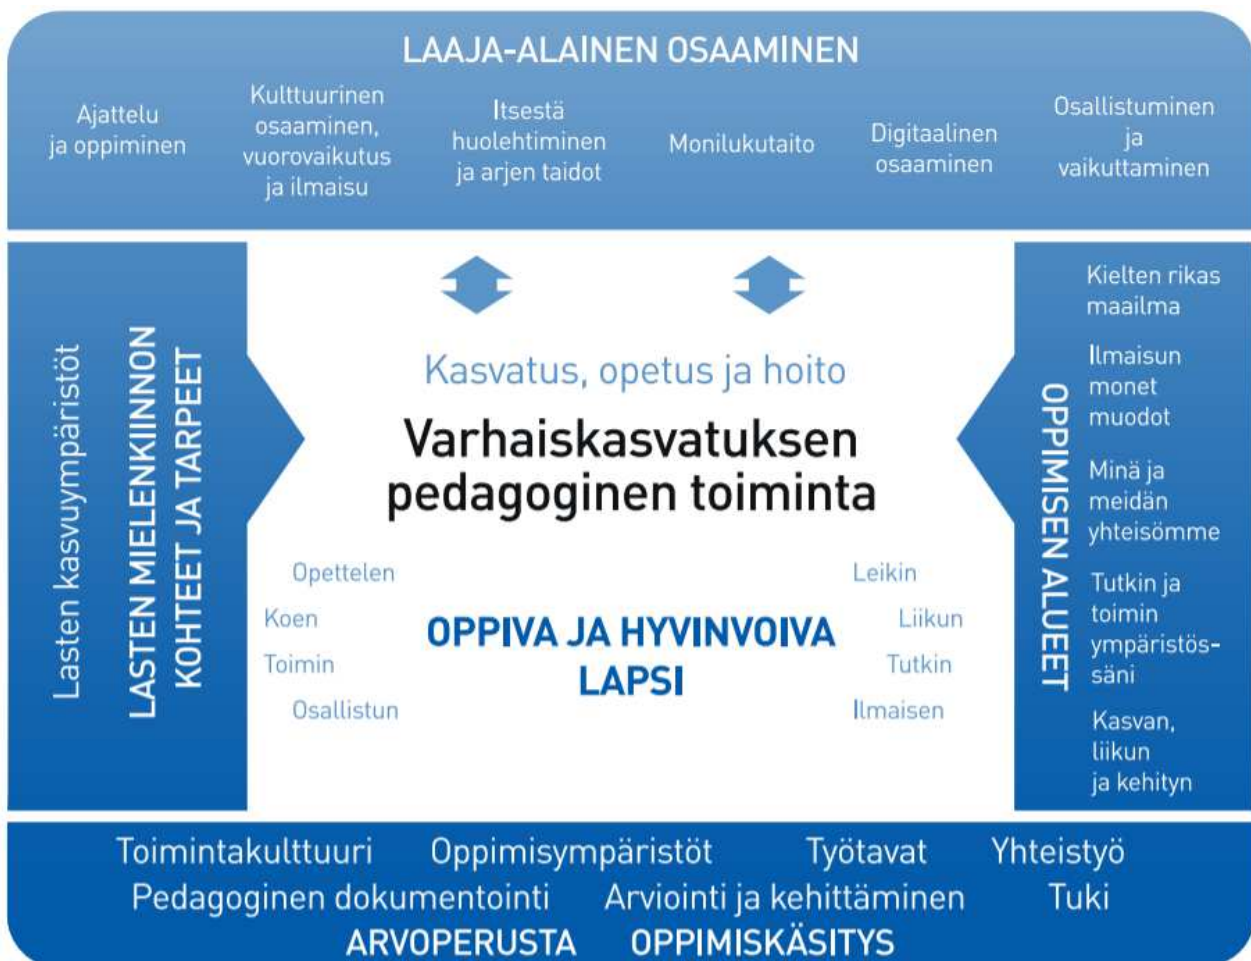 LAAJA-ALAINEN OSAAMINEN
Ajattelu
ja oppiminen
Kulttuurinen
osaaminen,
vuorovaikutus
ja ilmaisu
Itsestä
huolehtiminen
ja arjen taidot
Monilukutaito
Digitaalinen
osaaminen
Osallistuminen
ja
vaikuttaminen
Lasten kasvuympäristöt
LASTEN MIELENKIINNON
KOHTEET JA TARPEET
Kasvatus, opetus ja hoito
Varhaiskasvatuksen
pedagoginen toiminta
Opettelen
Koen
Toimin
Osallistun
OPPIVA JA HYVINVOIVA
LAPSI
Leikin
Liikun
Tutkin
Ilmaisen
OPPIMISEN ALUEET
Kielten rikas
maailma
Ilmaisun
monet
muodot
Minä ja
meidän
yhteisömme
Tutkin ja
toimin
ympäristös-
säni
Kasvan,
liikun
ja kehityn
Toimintakulttuuri Oppimisympäristöt Työtavat Yhteistyö
Pedagoginen dokumentointi Arviointi ja kehittäminen Tuki
ARVOPERUSTA OPPIMISKÄSITYS